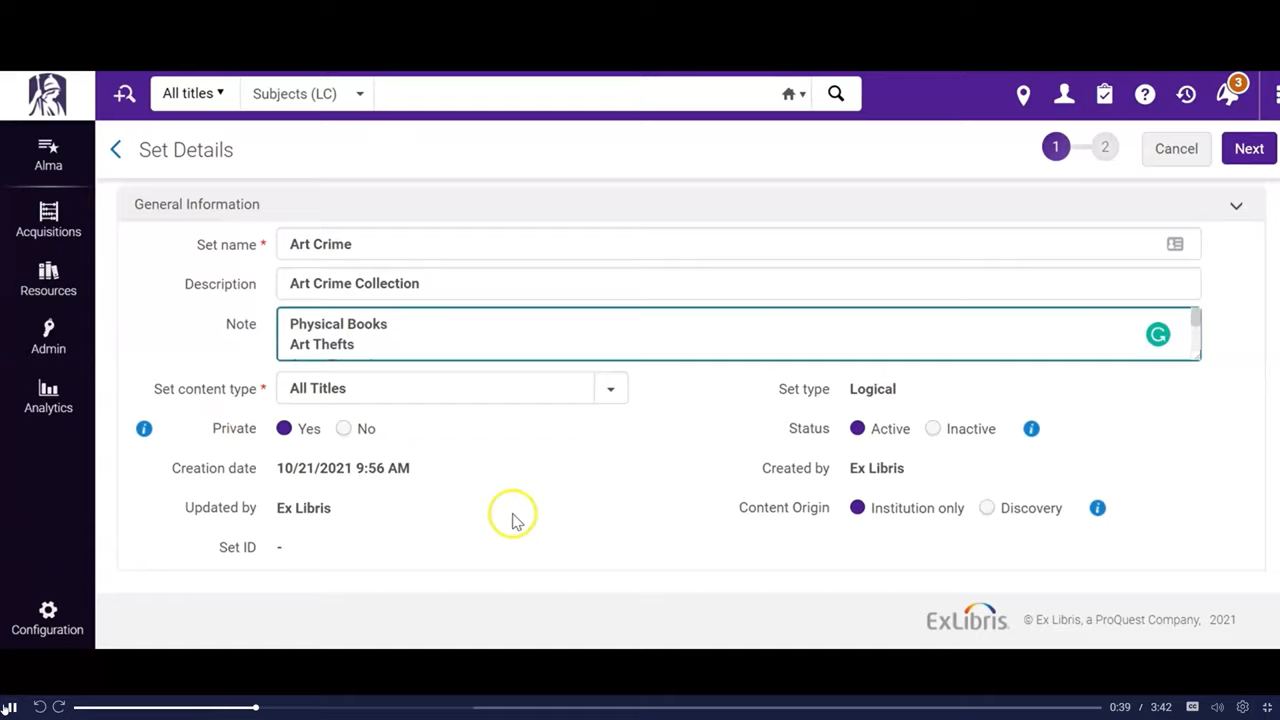 All titles
Subjects (LC)
3
Set Details
1
2
Cancel
Next
Alma
Acquisitions
Resources
Admin
Analytics
Configuration
General Information
Set name *
Art Crime
Description
Art Crime Collection
Note
Physical Books
Art Thefts
Set content type *
All Titles
Set type
Logical
Private
Yes
No
Status
Active
Inactive
Creation date
10/21/2021 9:56 AM
Created by
Ex Libris
Updated by
Ex Libris
Content Origin
Institution only
Discovery
Set ID
-
ExLibris
© Ex Libris, a ProQuest Company, 2021
0:39 / 3:42
CC